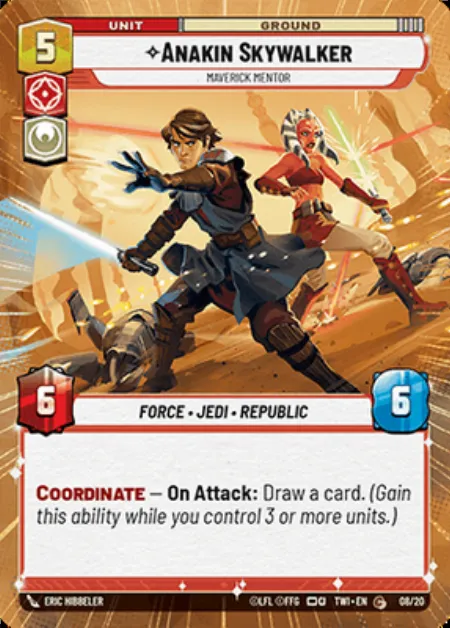 5
UNIT
GROUND
ANAKIN SKYWALKER
MAVERICK MENTOR
6
FORCE • JEDI • REPUBLIC
6
COORDINATE – On Attack: Draw a card. (Gain
this ability while you control 3 or more units.)
ERIC HIBBELER
©LFL ©FFG TWI • EN G 08/20